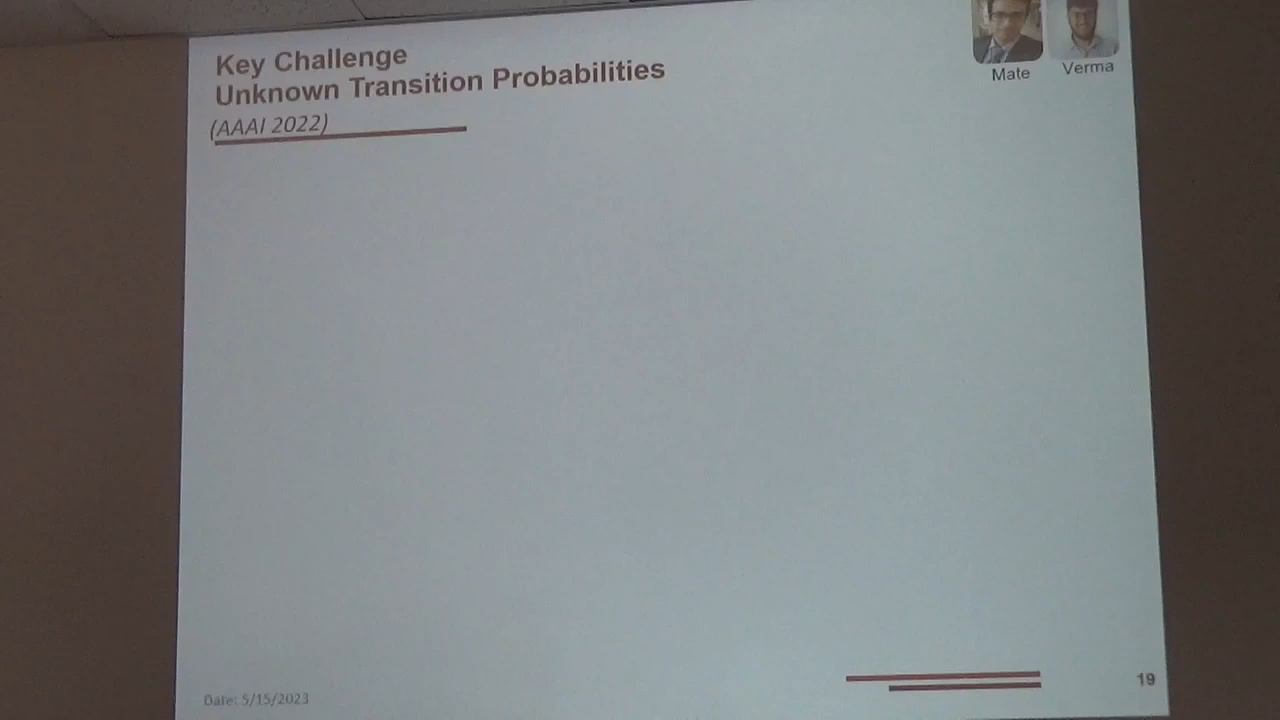 Key Challenge
Unknown Transition Probabilities
(AAAI 2022)
Mate
Verma
Date: 5/15/2023
19